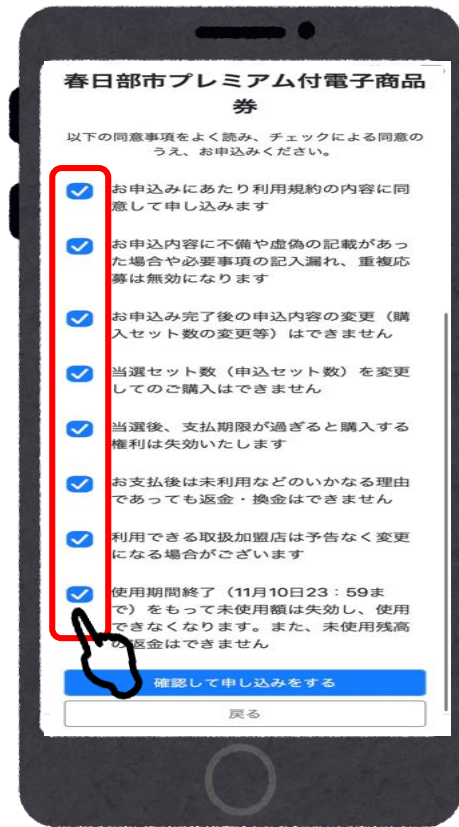 春日部市プレミアム付電子商品
券
以下の同意事項をよく読み、チェックによる同意の
うえ、お申込みください。
お申込みにあたり利用規約の内容に同
意して申し込みます
お申込内容に不備や虚偽の記載があっ
た場合や必要事項の記入漏れ、重複応
募は無効になります
お申込み完了後の申込内容の変更（購
入セット数の変更等）はできません
当選セット数（申込セット数）を変更
してのご購入はできません
当選後、支払期限が過ぎると購入する
権利は失効いたします
お支払後は未利用などのいかなる理由
であっても返金・換金はできません
利用できる取扱加盟店は予告なく変更
になる場合がございます
使用期間終了（11月10日23：59ま
で）をもって未使用額は失効し、使用
できなくなります。また、未使用残高
の返金はできません
確認して申し込みをする
戻る